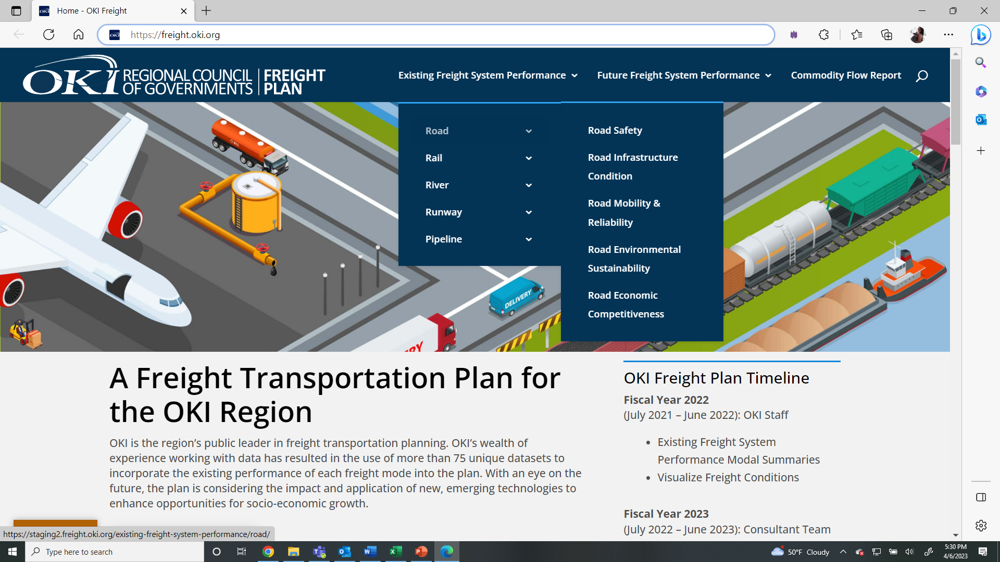 Home - OKI Freight
https://freight.oki.org
OKI REGIONAL COUNCIL OF GOVERNMENTS | FREIGHT PLAN
Existing Freight System Performance
Future Freight System Performance
Commodity Flow Report
Road
Rail
River
Runway
Pipeline
Road Safety
Road Infrastructure
Condition
Road Mobility &
Reliability
Road Environmental
Sustainability
Road Economic
Competitiveness
OIL
DELIVERY
RY
A Freight Transportation Plan for
the OKI Region
OKI is the region’s public leader in freight transportation planning. OKI’s wealth of
experience working with data has resulted in the use of more than 75 unique datasets to
incorporate the existing performance of each freight mode into the plan. With an eye on the
future, the plan is considering the impact and application of new, emerging technologies to
enhance opportunities for socio-economic growth.
OKI Freight Plan Timeline
Fiscal Year 2022
(July 2021 – June 2022): OKI Staff
• Existing Freight System
Performance Modal Summaries
• Visualize Freight Conditions
Fiscal Year 2023
(July 2022 – June 2023): Consultant Team
https://staging2.freight.oki.org/existing-freight-system-performance/road/
Type here to search
50°F Cloudy
5:30 PM
4/6/2023